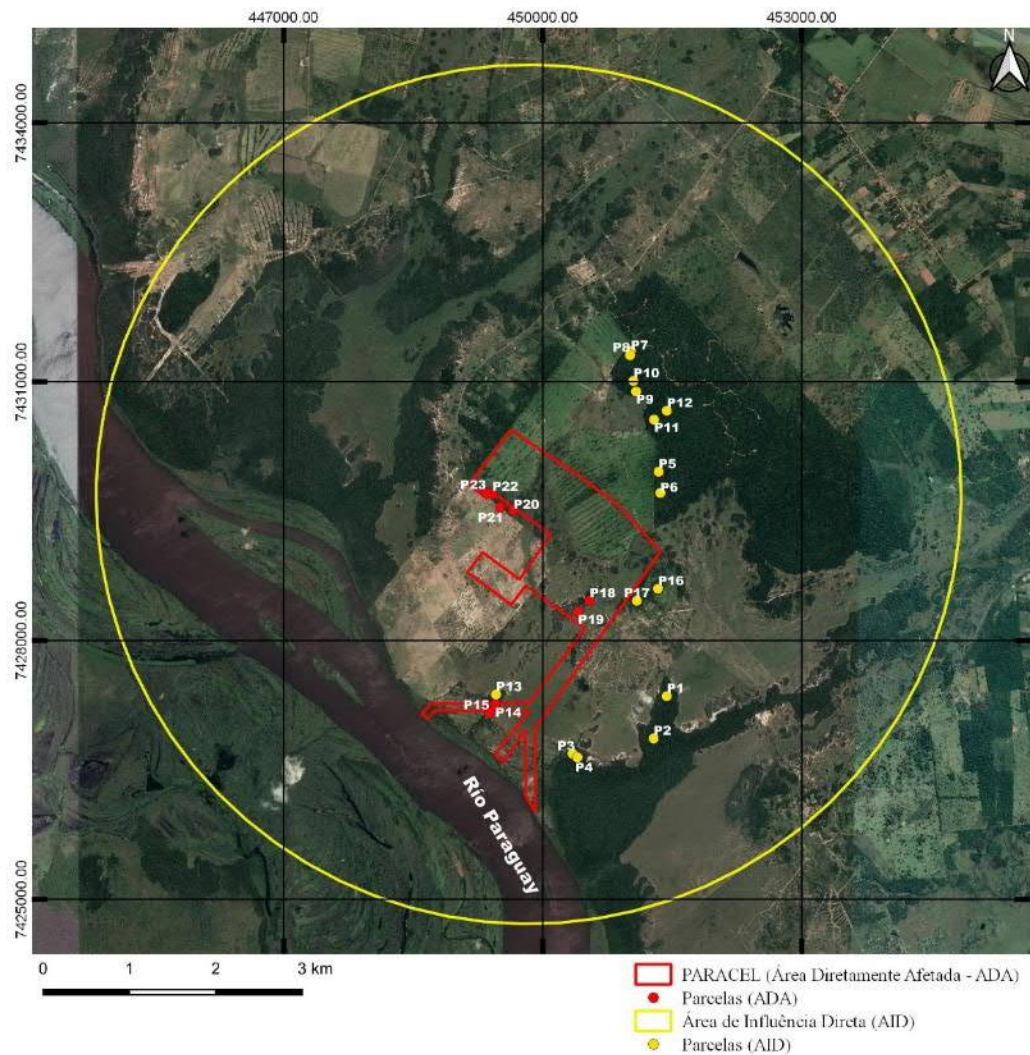 447000.00 450000.00 453000.00
N
7434000.00
P8 P7
P10
7431000.00
P9
P12
P11
P5
P23 P22
P6
P20
P21
P18
P17
P16
P19
7428000.00
P13
P1
P15
P14
P2
P3
P4
Río Paraguay
7425000.00
0 1 2 3 km
PARACEL (Área Diretamente Afetada - ADA)
Parcelas (ADA)
Área de Influência Direta (AID)
Parcelas (AID)